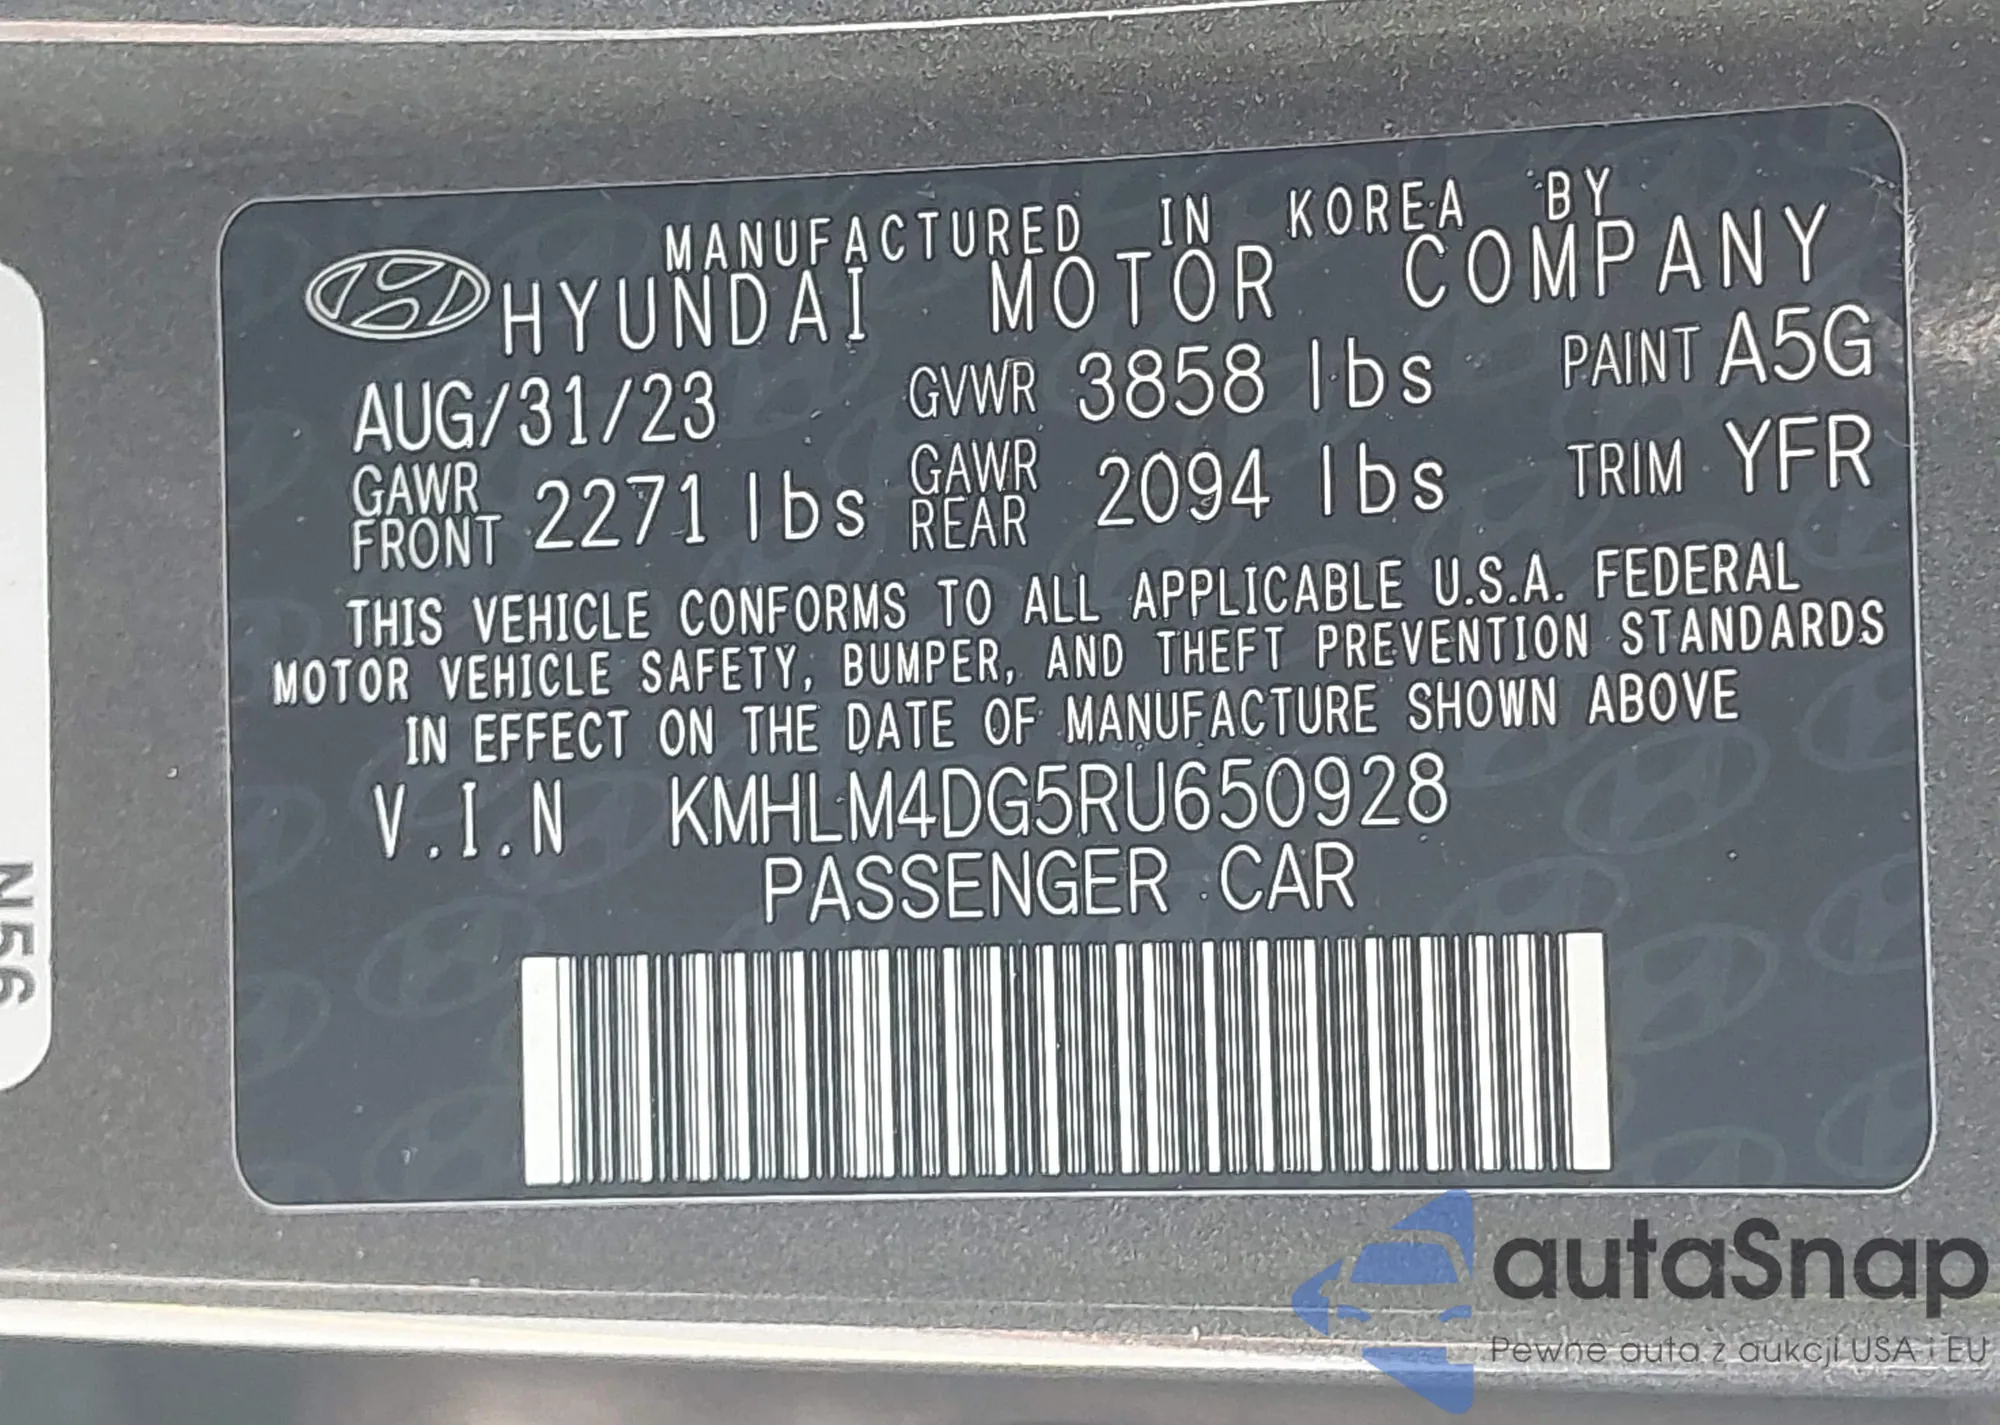 MANUFACTURED IN KOREA BY
HYUNDAI MOTOR COMPANY
AUG/31/23 GVWR 3858 lbs PAINT A5G
GAWR FRONT 2271 lbs GAWR REAR 2094 lbs TRIM YFR
THIS VEHICLE CONFORMS TO ALL APPLICABLE U.S.A. FEDERAL
MOTOR VEHICLE SAFETY, BUMPER, AND THEFT PREVENTION STANDARDS
IN EFFECT ON THE DATE OF MANUFACTURE SHOWN ABOVE
V.I.N KMHLM4DG5RU650928
PASSENGER CAR
N56
autaSnap
Pewne auta z aukcji USA i EU